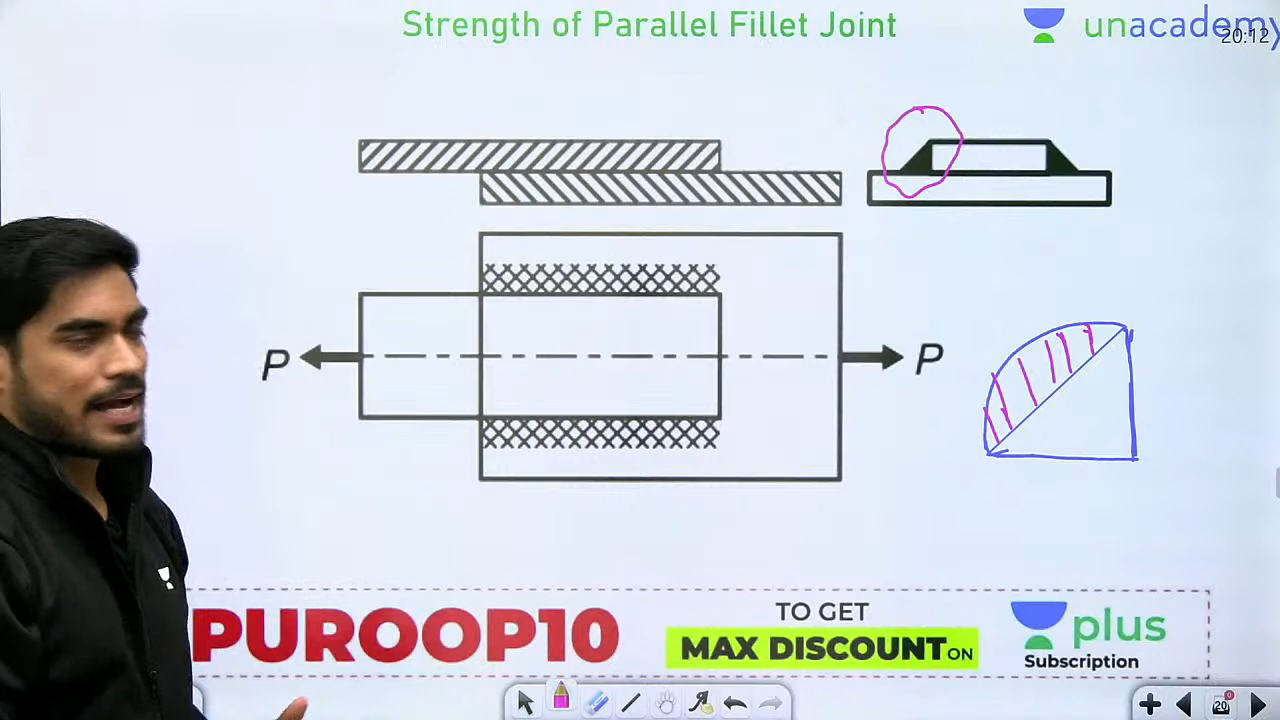 Strength of Parallel Fillet Joint
unacademy
20:12
P
P
PUROOP10
TO GET
MAX DISCOUNT ON
plus
Subscription
20